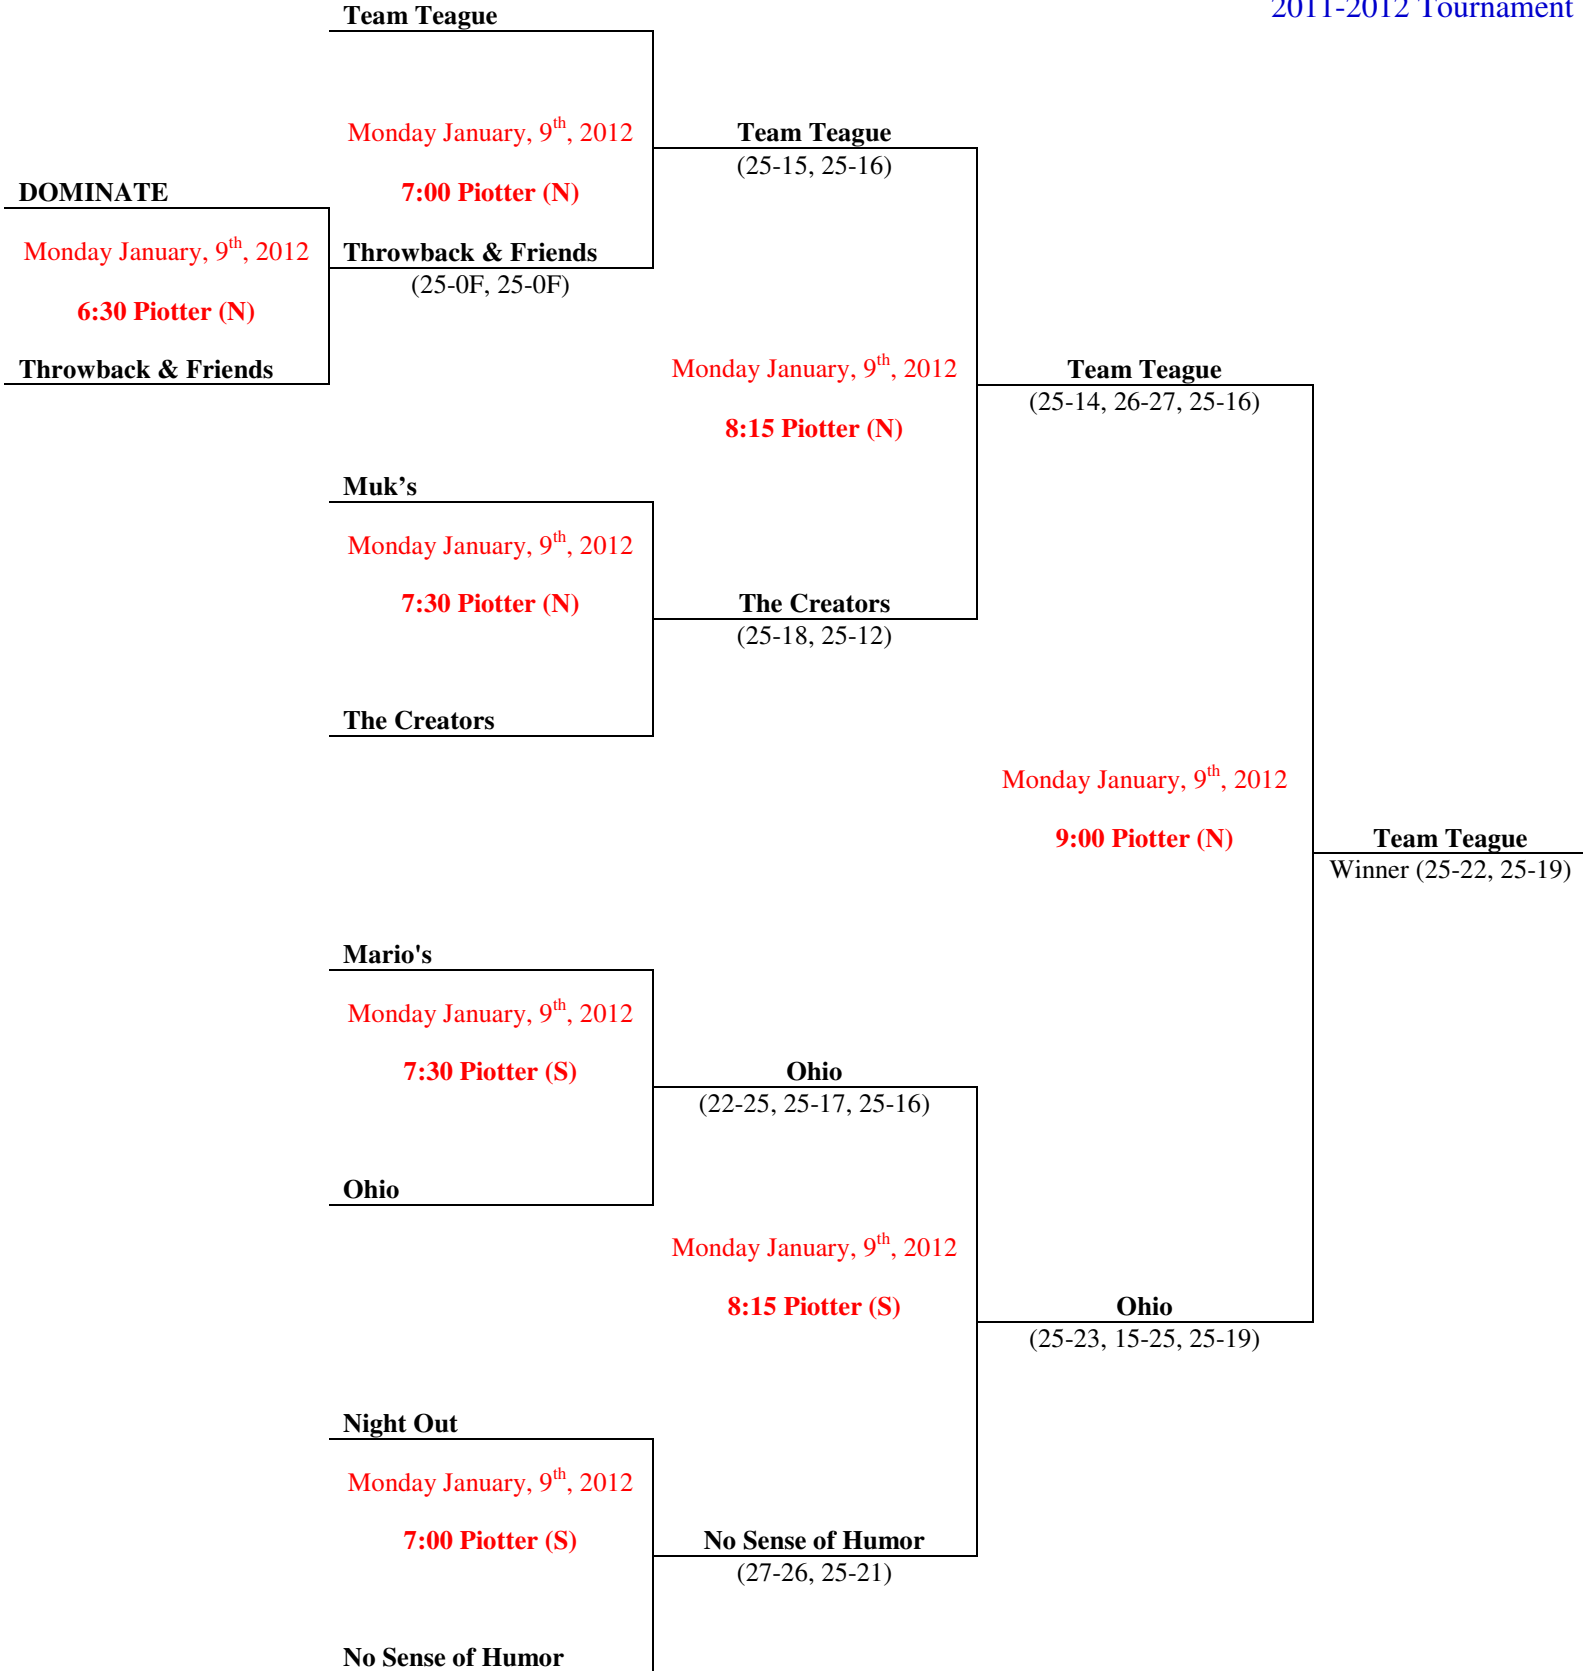 2011-2012 Tournament
Team Teague
Monday January, 9th, 2012
7:00 Piotter (N)
Team Teague
(25-15, 25-16)
DOMINATE
Monday January, 9th, 2012
6:30 Piotter (N)
Throwback & Friends
Throwback & Friends
(25-0F, 25-0F)
Monday January, 9th, 2012
8:15 Piotter (N)
Team Teague
(25-14, 26-27, 25-16)
Muk's
Monday January, 9th, 2012
7:30 Piotter (N)
The Creators
(25-18, 25-12)
The Creators
Monday January, 9th, 2012
9:00 Piotter (N)
Team Teague
Winner (25-22, 25-19)
Mario's
Monday January, 9th, 2012
7:30 Piotter (S)
Ohio
(22-25, 25-17, 25-16)
Ohio
Monday January, 9th, 2012
8:15 Piotter (S)
Ohio
(25-23, 15-25, 25-19)
Night Out
Monday January, 9th, 2012
7:00 Piotter (S)
No Sense of Humor
(27-26, 25-21)
No Sense of Humor